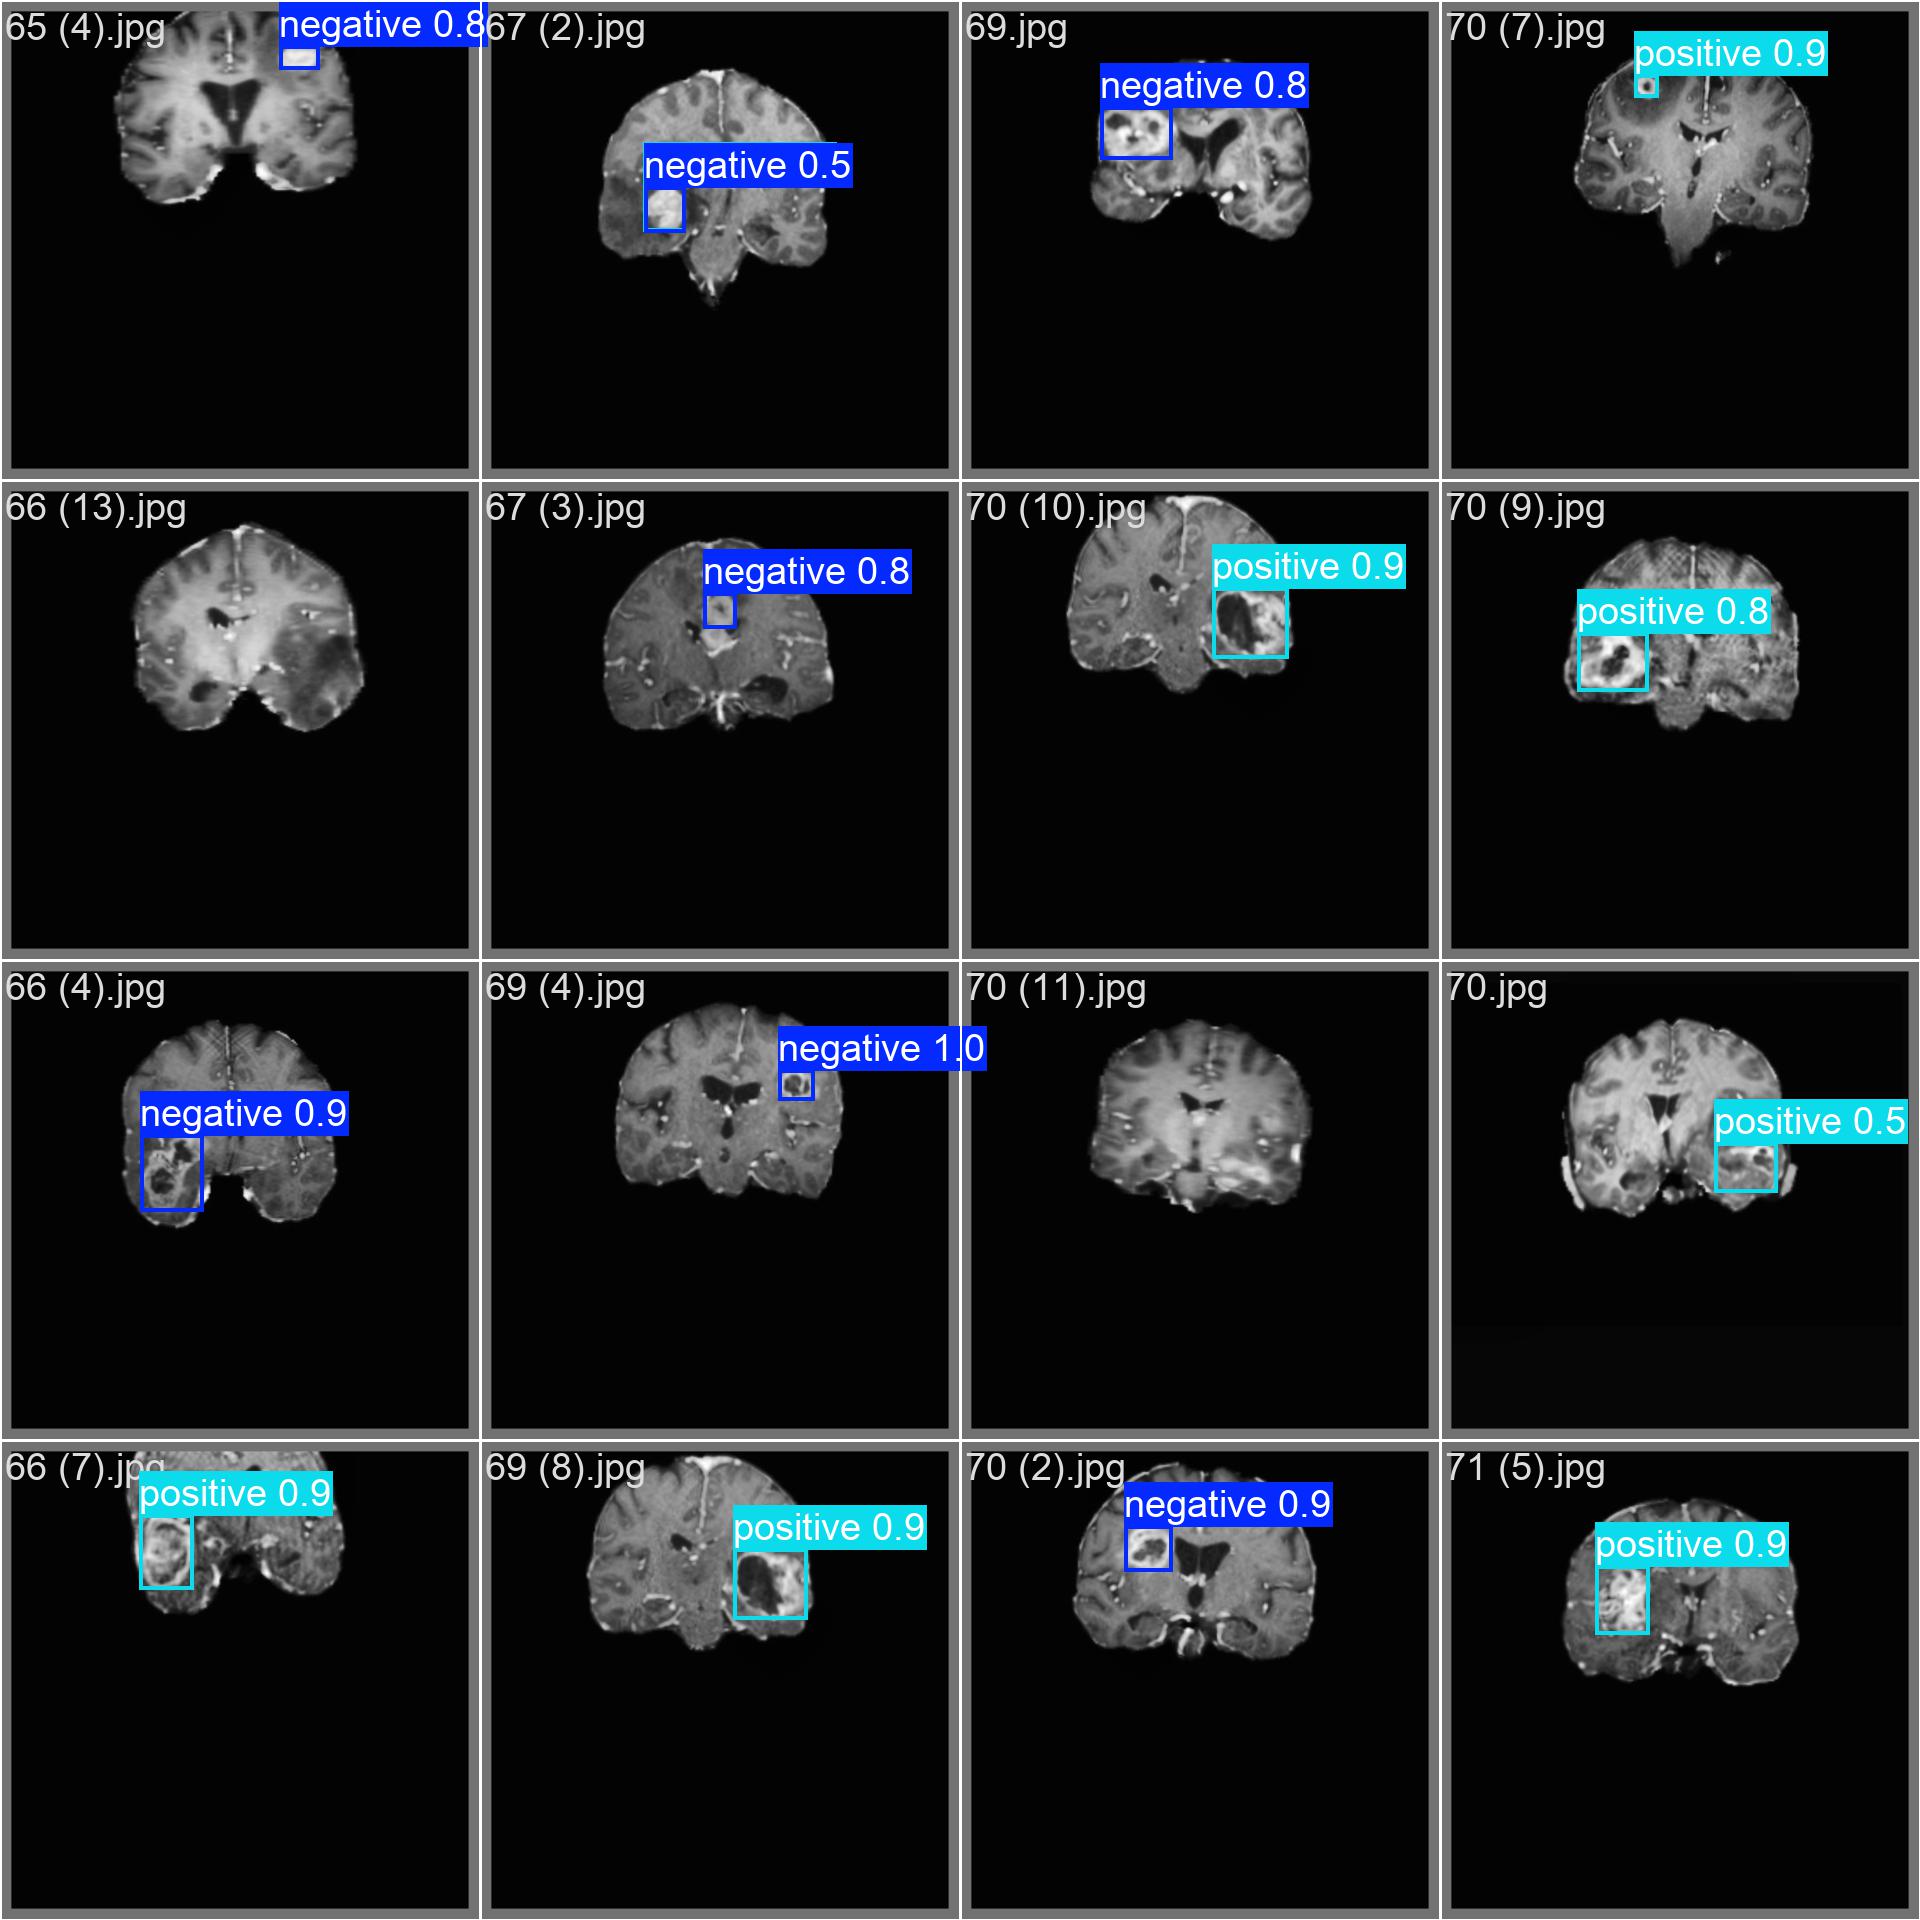 65 (4).jpg
negative 0.8
67 (2).jpg
negative 0.5
69.jpg
negative 0.8
70 (7).jpg
positive 0.9
66 (13).jpg
67 (3).jpg
negative 0.8
70 (10).jpg
positive 0.9
70 (9).jpg
positive 0.8
66 (4).jpg
negative 0.9
69 (4).jpg
negative 1.0
70 (11).jpg
70.jpg
positive 0.5
66 (7).jpg
positive 0.9
69 (8).jpg
positive 0.9
70 (2).jpg
negative 0.9
71 (5).jpg
positive 0.9